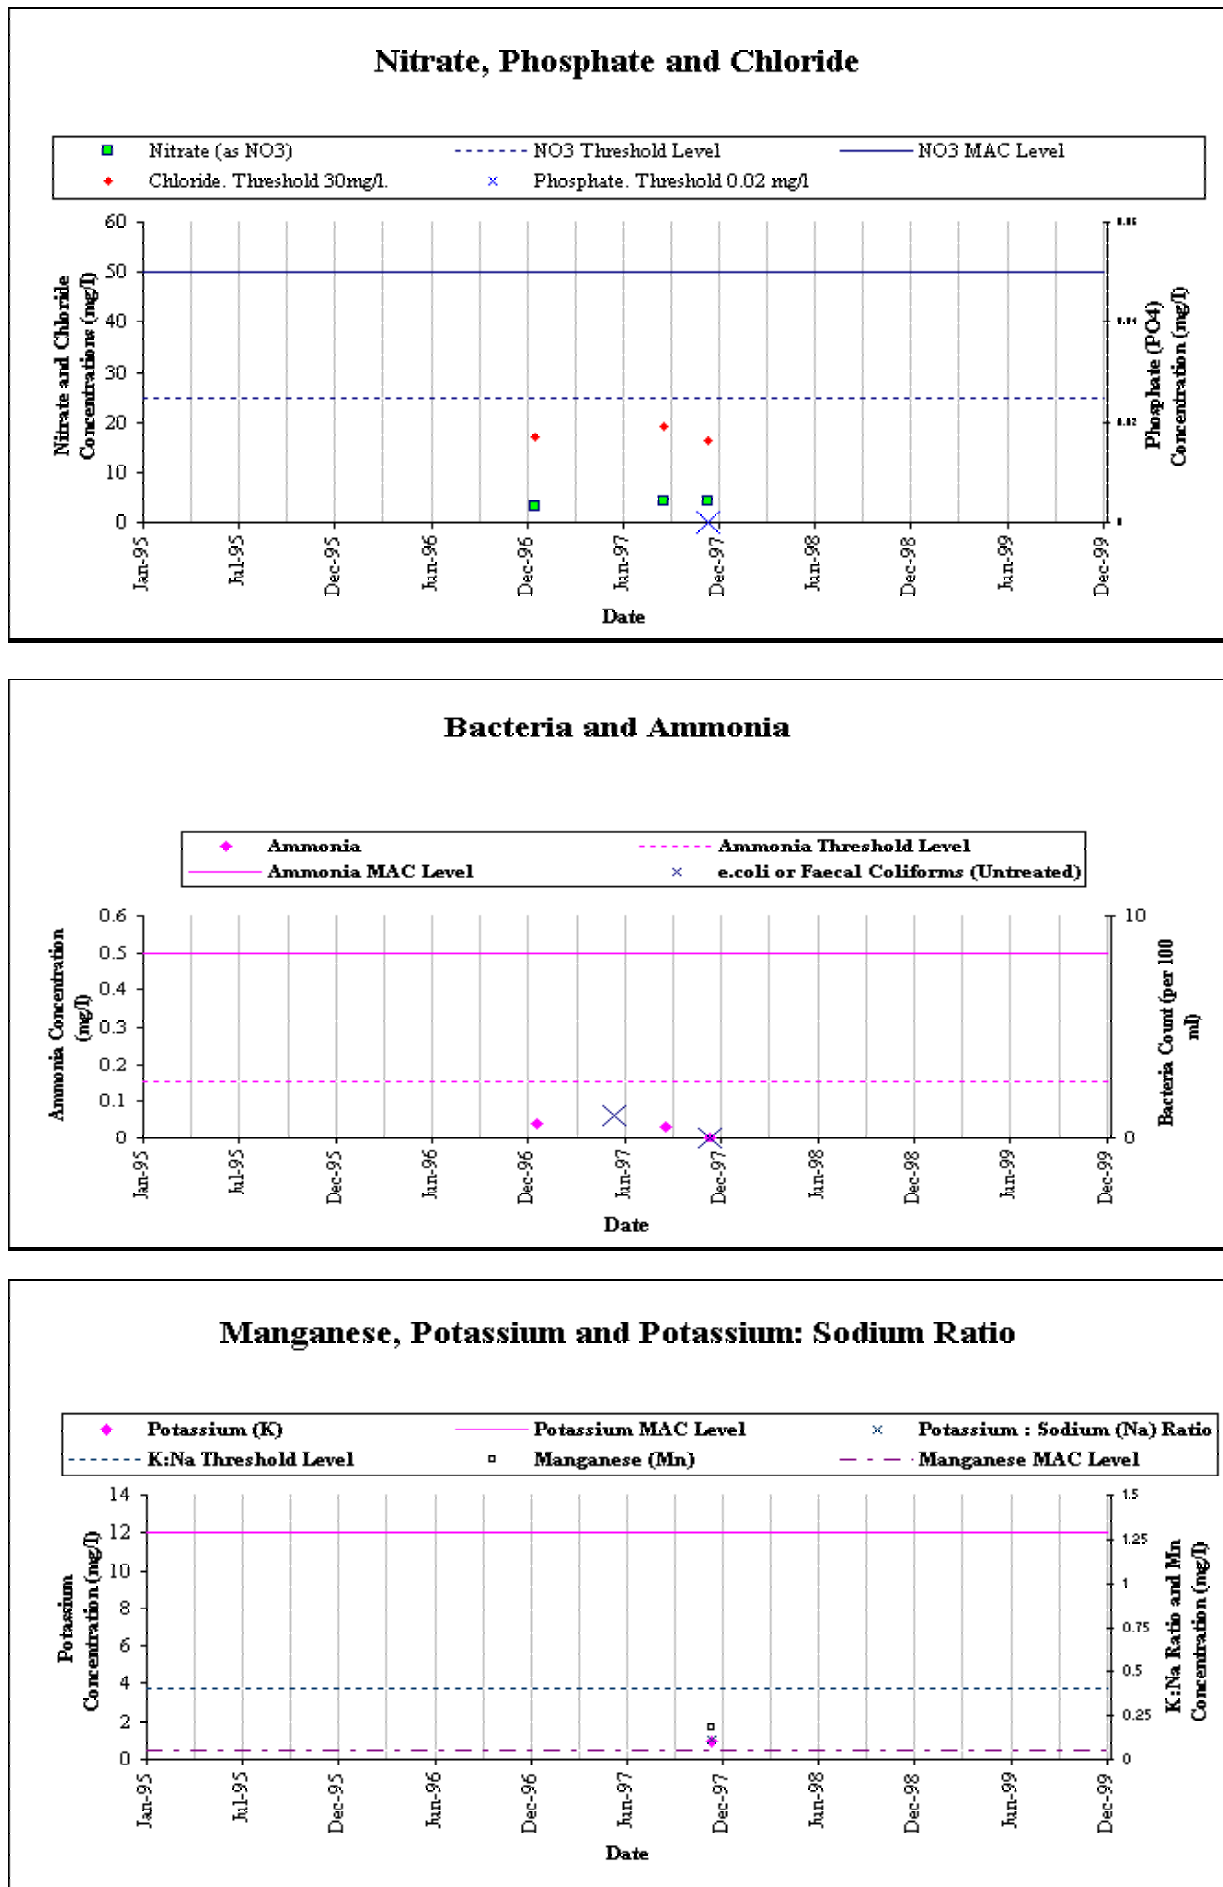 Nitrate, Phosphate and Chloride
Nitrate (as NO3) NO3 Threshold Level NO3 MAC Level
Chloride. Threshold 30mg/l. Phosphate. Threshold 0.02 mg/l
Nitrate and Chloride
Concentrations (mg/l)
60
50
40
30
20
10
0
0.06
0.04
0.02
0
Phosphate (PO4)
Concentration (mg/l)
Jan-95 Jul-95 Dec-95 Jun-96 Dec-96 Jun-97 Dec-97 Jun-98 Dec-98 Jun-99 Dec-99
Date
Bacteria and Ammonia
Ammonia Ammonia Threshold Level
Ammonia MAC Level e.coli or Faecal Coliforms (Untreated)
Ammonia Concentration
(mg/l)
0.6
0.5
0.4
0.3
0.2
0.1
0
10
0
Bacteria Count (per 100
ml)
Jan-95 Jul-95 Dec-95 Jun-96 Dec-96 Jun-97 Dec-97 Jun-98 Dec-98 Jun-99 Dec-99
Date
Manganese, Potassium and Potassium: Sodium Ratio
Potassium (K) Potassium MAC Level Potassium : Sodium (Na) Ratio
K:Na Threshold Level Manganese (Mn) Manganese MAC Level
Potassium
Concentration (mg/l)
14
12
10
8
6
4
2
0
1.5
1.25
1
0.75
0.5
0.25
0
K:Na Ratio and Mn
Concentration (mg/l)
Jan-95 Jul-95 Dec-95 Jun-96 Dec-96 Jun-97 Dec-97 Jun-98 Dec-98 Jun-99 Dec-99
Date